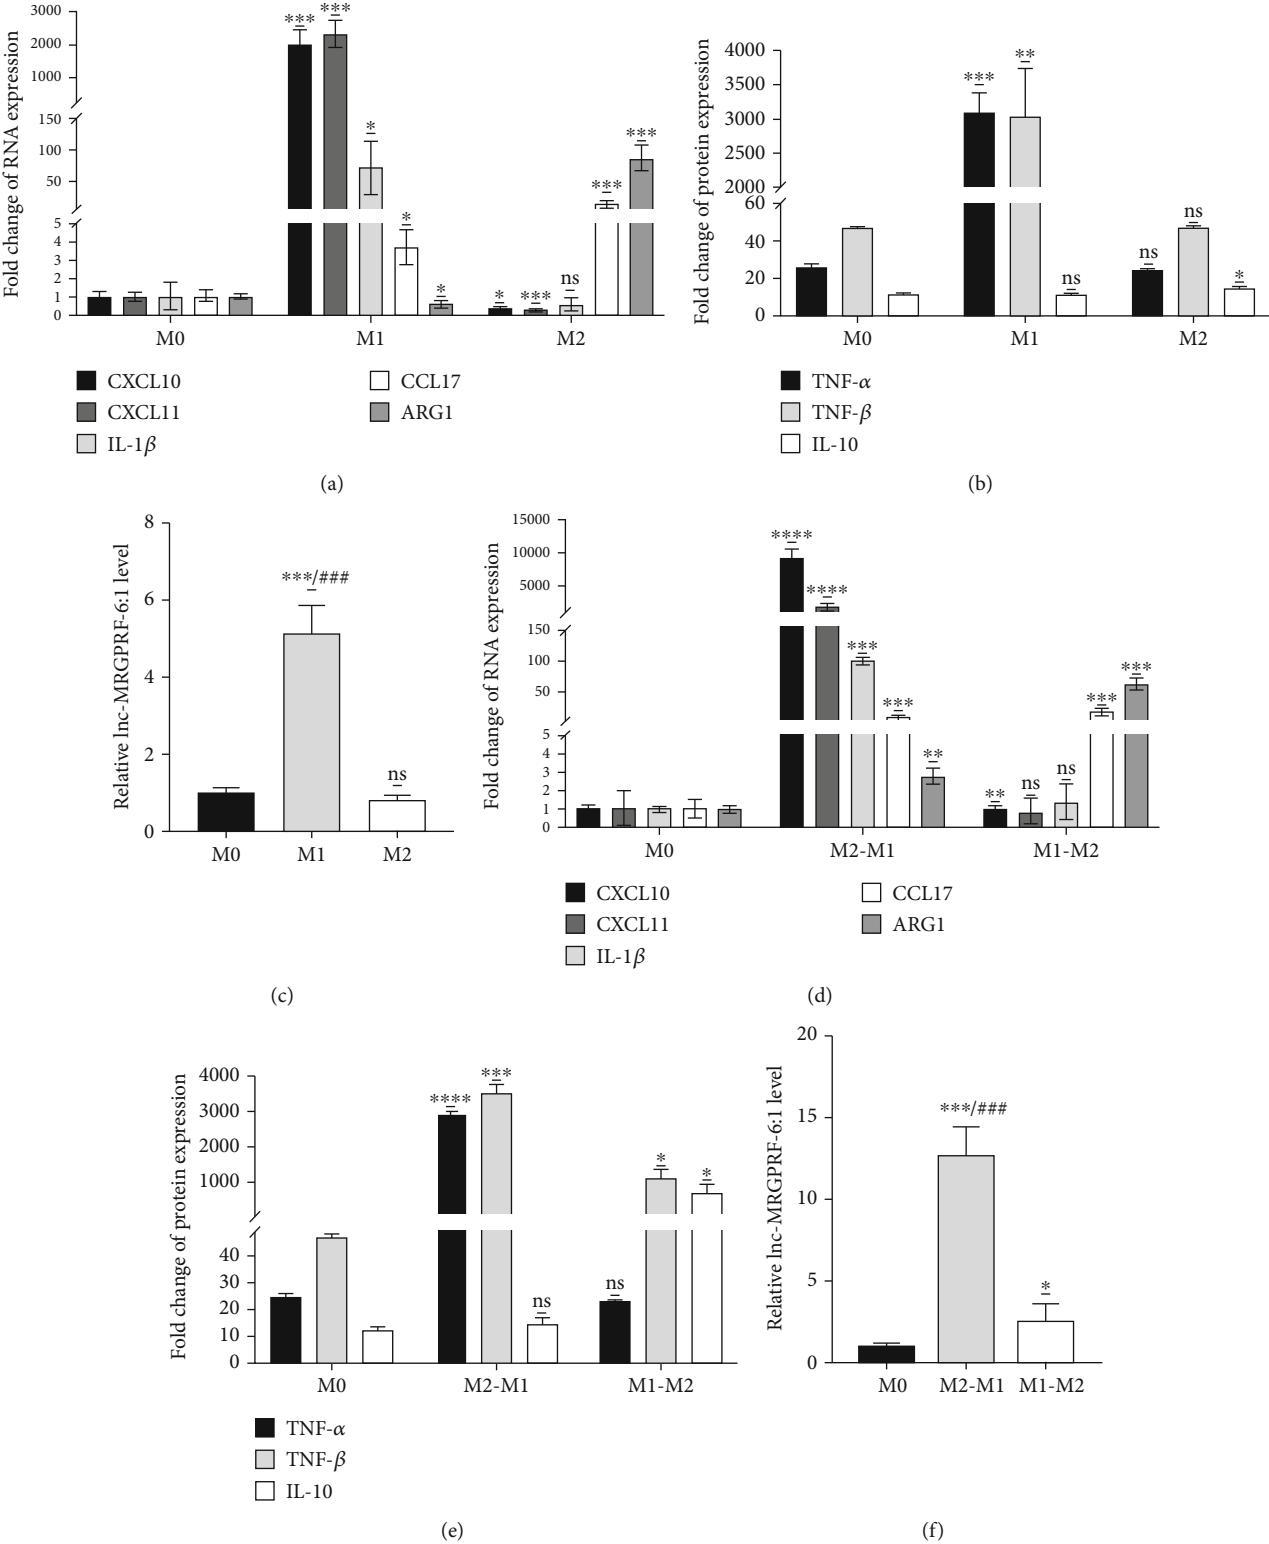 Fold change of RNA expression
3000
2000
1000
150
100
50
5
4
3
2
1
0
***
***
*
*
*
*
***
ns
***
***
M0
M1
M2
CXCL10
CXCL11
IL-1β
CCL17
ARG1
(a)
Fold change of protein expression
4000
3500
3000
2500
2000
60
40
20
0
***
**
ns
ns
ns
*
M0
M1
M2
TNF-α
TNF-β
IL-10
(b)
Relative lnc-MRGPRF-6:1 level
8
6
4
2
0
***/###
ns
M0
M1
M2
(c)
Fold change of RNA expression
15000
10000
5000
150
100
50
5
4
3
2
1
0
****
****
***
***
**
**
ns
ns
***
***
M0
M2-M1
M1-M2
CXCL10
CXCL11
IL-1β
CCL17
ARG1
(d)
Fold change of protein expression
4000
3000
2000
1000
40
30
20
10
0
****
***
ns
ns
*
*
M0
M2-M1
M1-M2
TNF-α
TNF-β
IL-10
(e)
Relative lnc-MRGPRF-6:1 level
20
15
10
5
0
***/###
*
M0
M2-M1
M1-M2
(f)